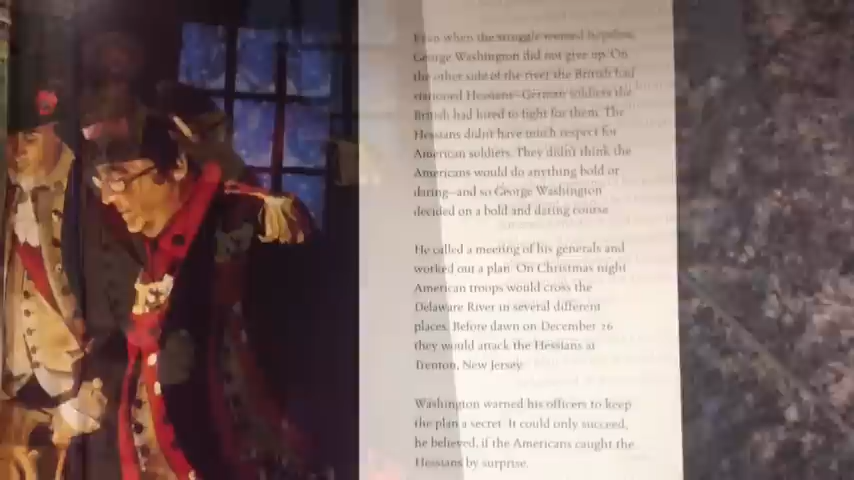 Even when the struggle seemed hopeless,
George Washington did not give up. On
the other side of the river the British had
stationed Hessians—German soldiers the
British had hired to fight for them. The
Hessians didn't have much respect for
American soldiers. They didn't think the
Americans would do anything bold or
daring—and so George Washington
decided on a bold and daring course
He called a meeting of his generals and
worked out a plan. On Christmas night
American troops would cross the
Delaware River in several different
places. Before dawn on December 26
they would attack the Hessians at
Trenton, New Jersey.
Washington warned his officers to keep
the plan a secret. It could only succeed,
he believed, if the Americans caught the
Hessians by surprise.